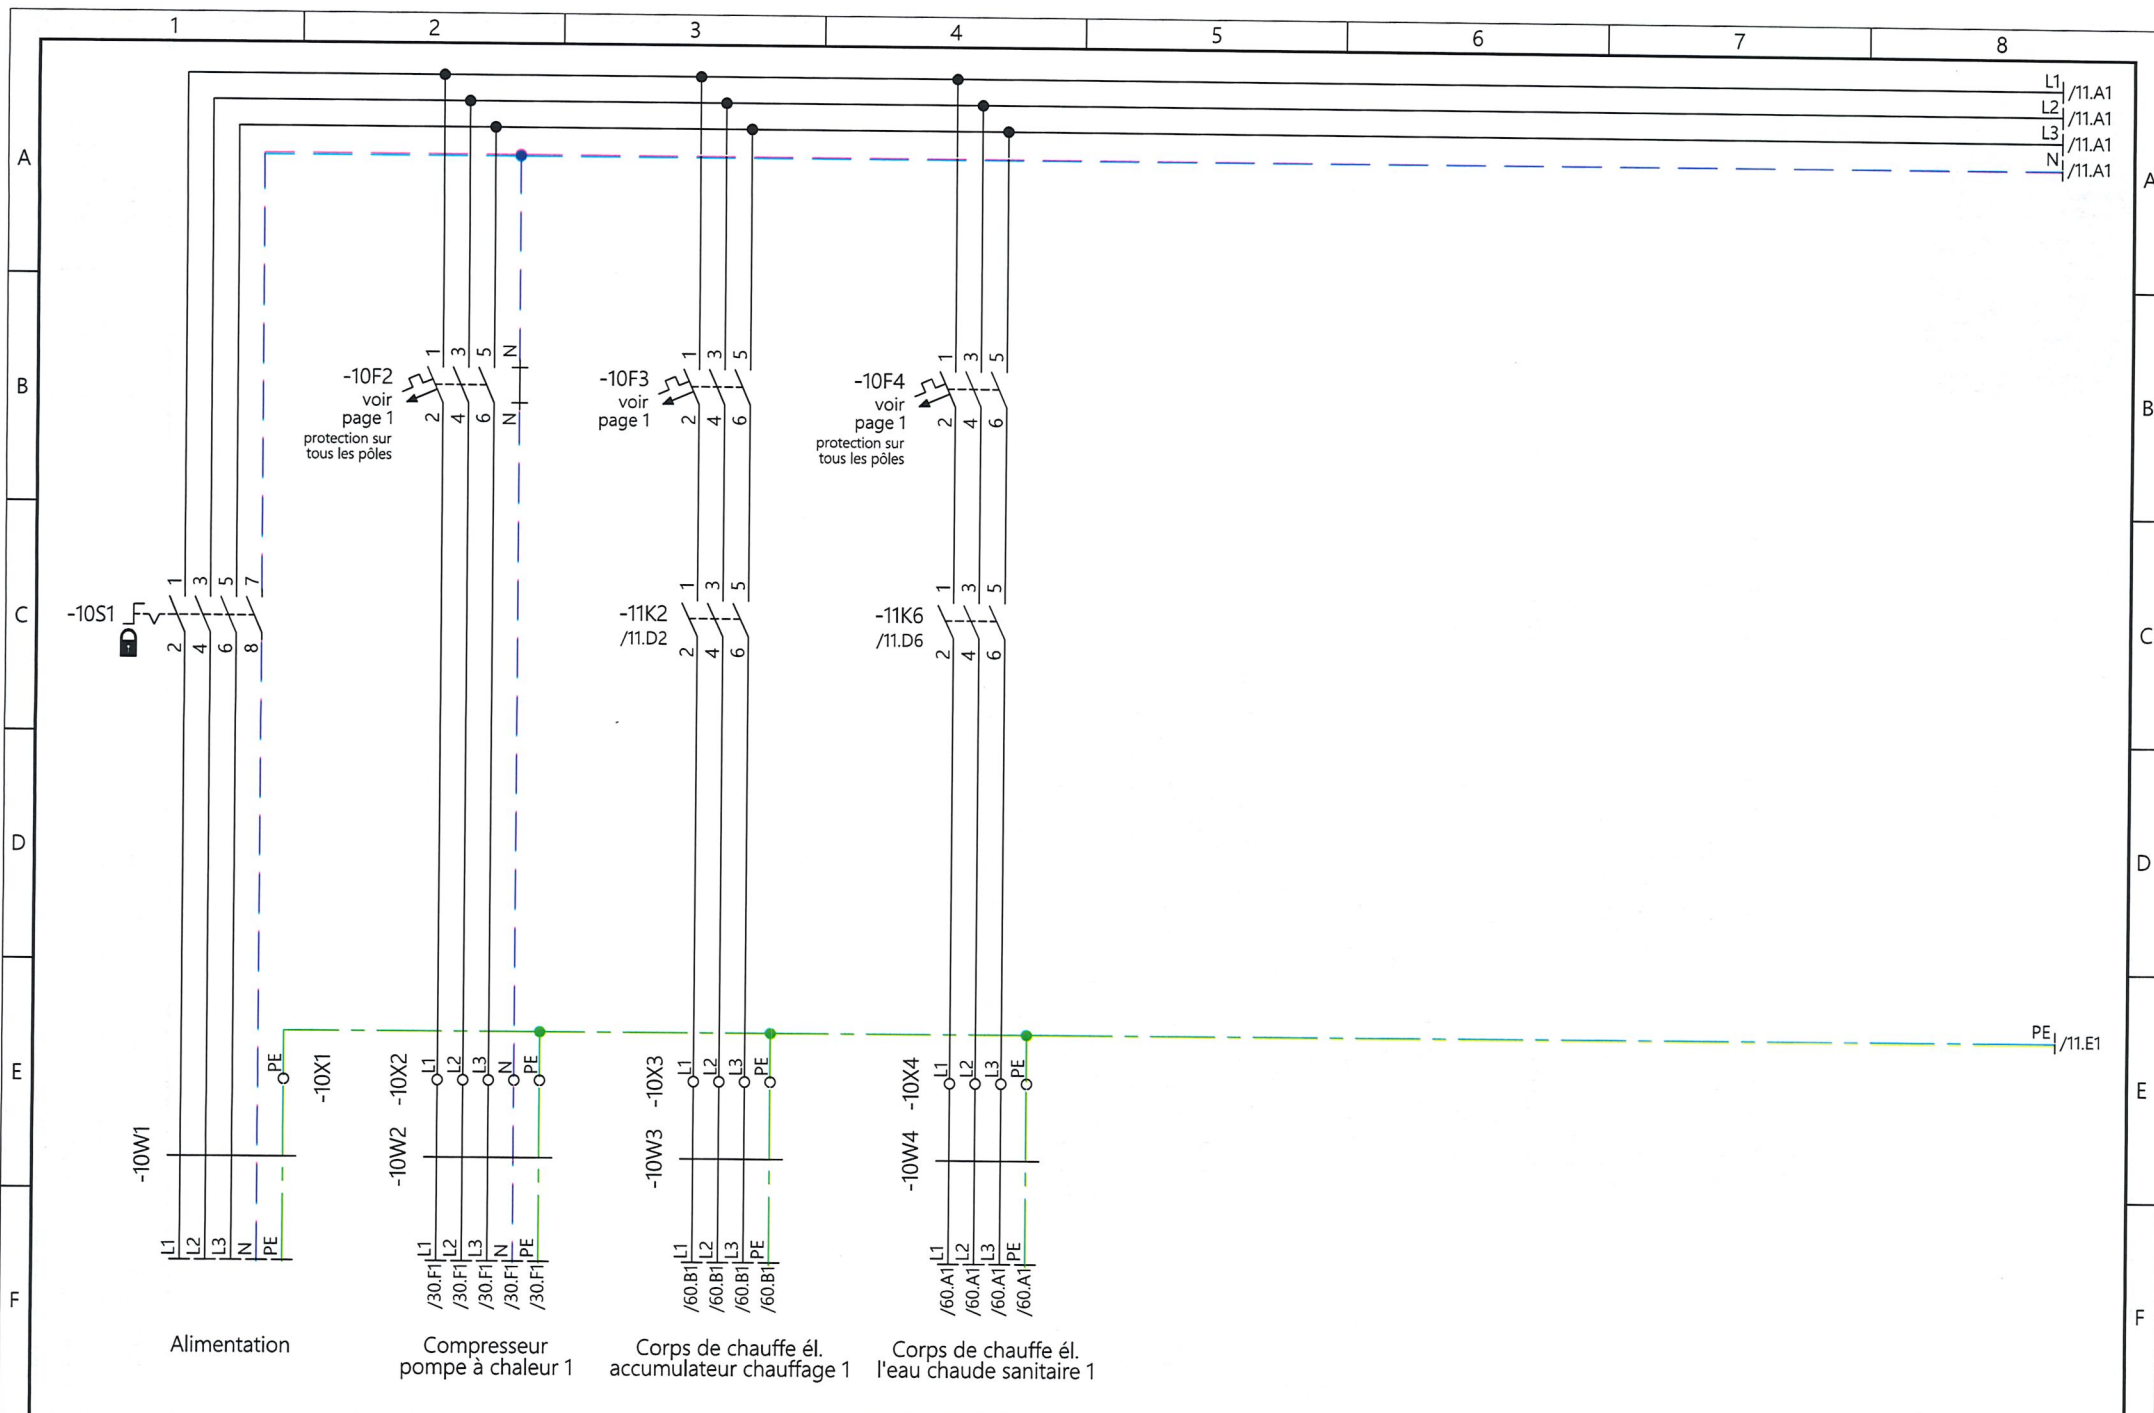 1 2 3 4 5 6 7 8
L1 /11.A1
L2 /11.A1
L3 /11.A1
N /11.A1
A A
1 3 5 N
1 3 5
1 3 5
B B
-10F2
voir
page 1
protection sur
tous les pôles
2 4 6 N
-10F3
voir
page 1
2 4 6
-10F4
voir
page 1
protection sur
tous les pôles
2 4 6
1 3 5 7
1 3 5
1 3 5
C C
-10S1
2 4 6 8
-11K2
/11.D2
2 4 6
-11K6
/11.D6
2 4 6
D D
PE /11.E1
E E
PE -10X1
-10X2 L1 L2 L3 N PE
-10X3 L1 L2 L3 PE
-10X4 L1 L2 L3 PE
-10W1
-10W2
-10W3
-10W4
L1 L2 L3 N PE
L1 L2 L3 N PE
L1 L2 L3 PE
L1 L2 L3 PE
/30.F1 /30.F1 /30.F1 /30.F1 /30.F1
/60.B1 /60.B1 /60.B1 /60.B1
/60.A1 /60.A1 /60.A1 /60.A1
F F
Alimentation
Compresseur
pompe à chaleur 1
Corps de chauffe él.
accumulateur chauffage 1
Corps de chauffe él.
l'eau chaude sanitaire 1